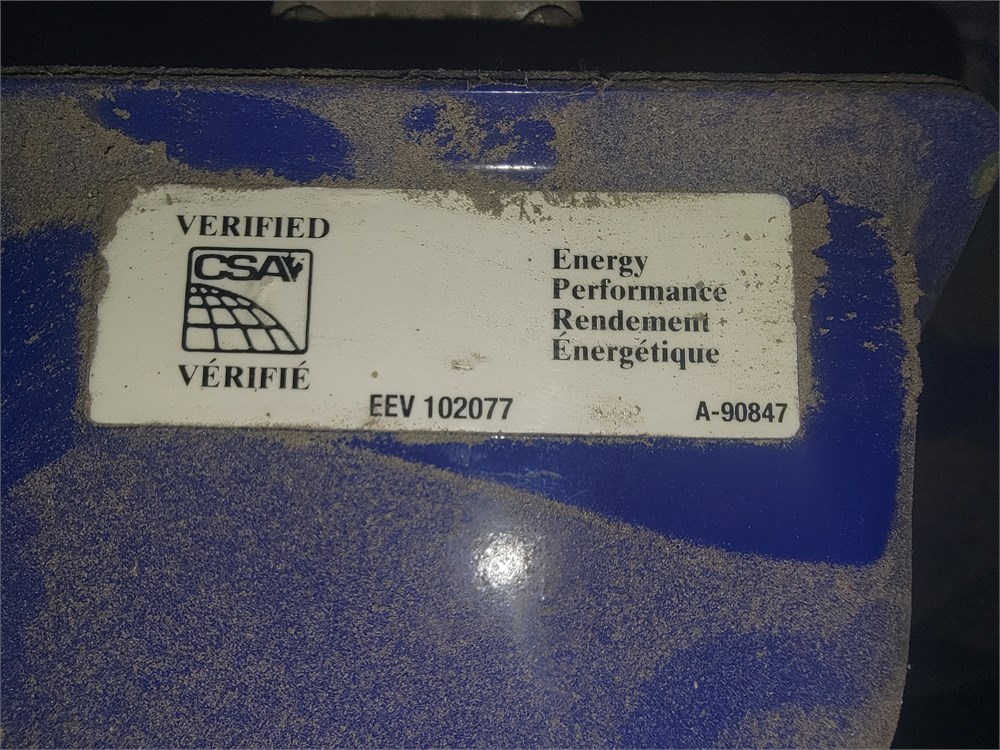 VERIFIED
CSA
VÉRIFIÉ
Energy
Performance
Rendement
Énergétique
EEV 102077
A-90847